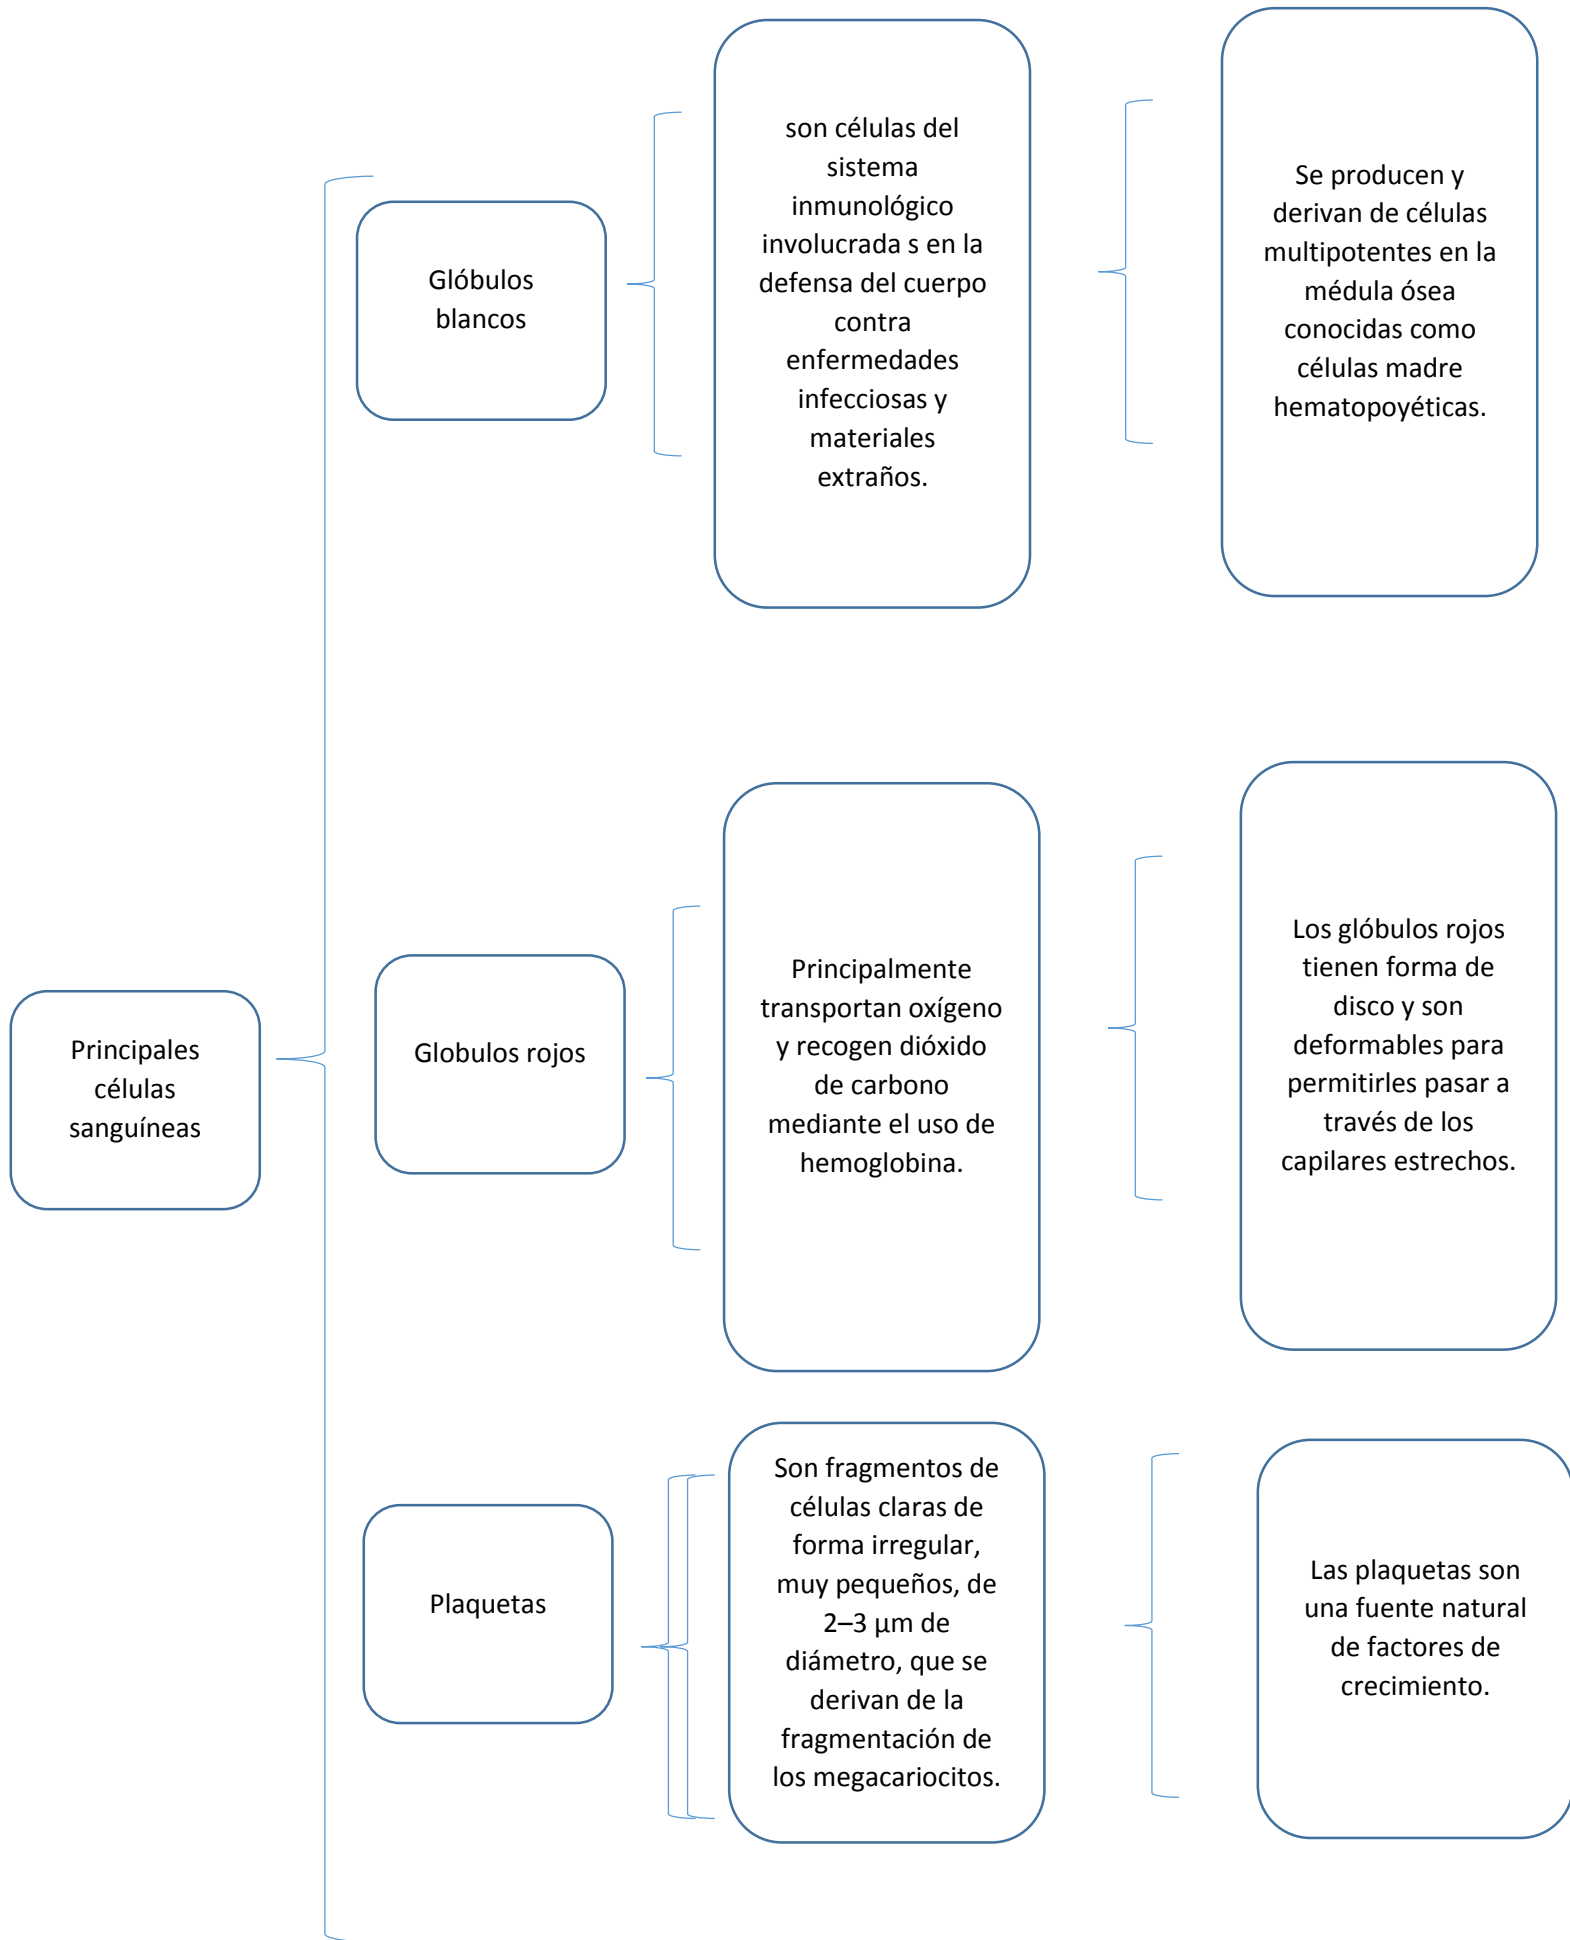 Principales
células
sanguíneas
Glóbulos
blancos
son células del
sistema
inmunológico
involucrada s en la
defensa del cuerpo
contra
enfermedades
infecciosas y
materiales
extraños.
Se producen y
derivan de células
multipotentes en la
médula ósea
conocidas como
células madre
hematopoyéticas.
Globulos rojos
Principalmente
transportan oxígeno
y recogen dióxido
de carbono
mediante el uso de
hemoglobina.
Los glóbulos rojos
tienen forma de
disco y son
deformables para
permitirles pasar a
través de los
capilares estrechos.
Plaquetas
Son fragmentos de
células claras de
forma irregular,
muy pequeños, de
2–3 µm de
diámetro, que se
derivan de la
fragmentación de
los megacariocitos.
Las plaquetas son
una fuente natural
de factores de
crecimiento.